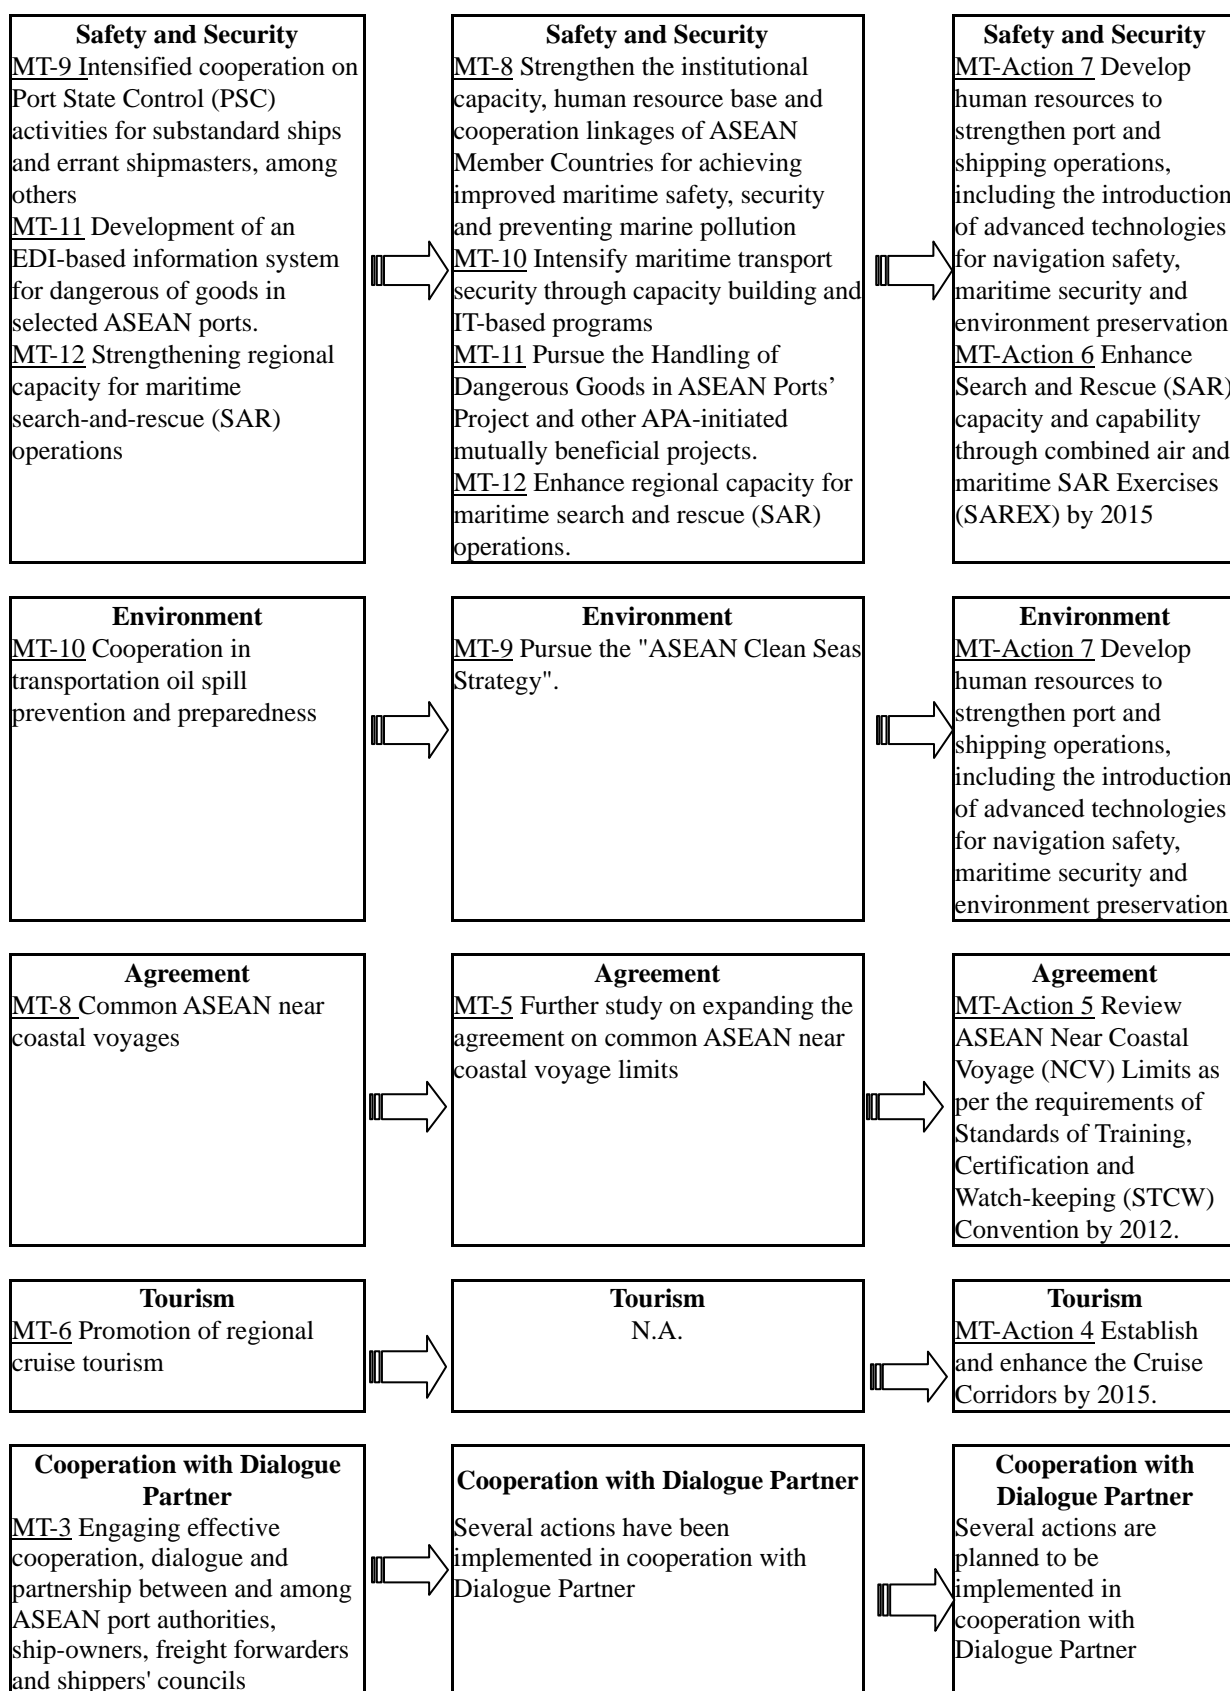 Safety and Security
MT-9 Intensified cooperation on
Port State Control (PSC)
activities for substandard ships
and errant shipmasters, among
others
MT-11 Development of an
EDI-based information system
for dangerous of goods in
selected ASEAN ports.
MT-12 Strengthening regional
capacity for maritime
search-and-rescue (SAR)
operations
Safety and Security
MT-8 Strengthen the institutional
capacity, human resource base and
cooperation linkages of ASEAN
Member Countries for achieving
improved maritime safety, security
and preventing marine pollution
MT-10 Intensify maritime transport
security through capacity building and
IT-based programs
MT-11 Pursue the Handling of
Dangerous Goods in ASEAN Ports’
Project and other APA-initiated
mutually beneficial projects.
MT-12 Enhance regional capacity for
maritime search and rescue (SAR)
operations.
Safety and Security
MT-Action 7 Develop
human resources to
strengthen port and
shipping operations,
including the introduction
of advanced technologies
for navigation safety,
maritime security and
environment preservation
MT-Action 6 Enhance
Search and Rescue (SAR)
capacity and capability
through combined air and
maritime SAR Exercises
(SAREX) by 2015
Environment
MT-10 Cooperation in
transportation oil spill
prevention and preparedness
Environment
MT-9 Pursue the "ASEAN Clean Seas
Strategy".
Environment
MT-Action 7 Develop
human resources to
strengthen port and
shipping operations,
including the introduction
of advanced technologies
for navigation safety,
maritime security and
environment preservation
Agreement
MT-8 Common ASEAN near
coastal voyages
Agreement
MT-5 Further study on expanding the
agreement on common ASEAN near
coastal voyage limits
Agreement
MT-Action 5 Review
ASEAN Near Coastal
Voyage (NCV) Limits as
per the requirements of
Standards of Training,
Certification and
Watch-keeping (STCW)
Convention by 2012.
Tourism
MT-6 Promotion of regional
cruise tourism
Tourism
N.A.
Tourism
MT-Action 4 Establish
and enhance the Cruise
Corridors by 2015.
Cooperation with Dialogue
Partner
MT-3 Engaging effective
cooperation, dialogue and
partnership between and among
ASEAN port authorities,
ship-owners, freight forwarders
and shippers' councils
Cooperation with Dialogue Partner
Several actions have been
implemented in cooperation with
Dialogue Partner
Cooperation with
Dialogue Partner
Several actions are
planned to be
implemented in
cooperation with
Dialogue Partner